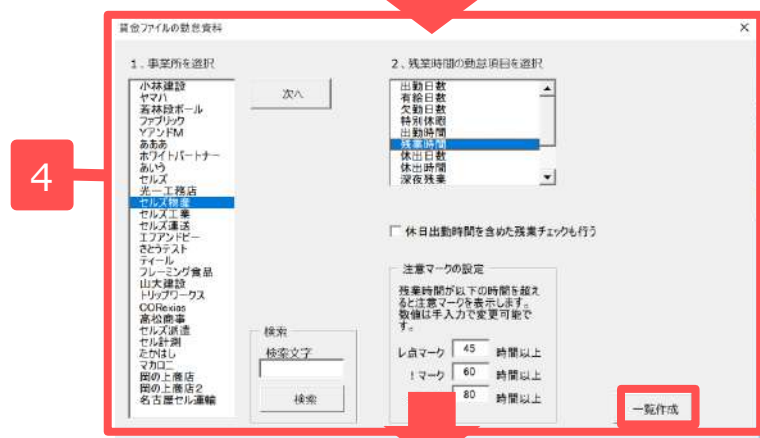 賃金ファイルの勤怠資料
1、事業所を選択
小林建設
ヤマハ
若林段ボール
ファブリック
YアンドM
あああ
ホワイトパートナー
あいう
セルズ
光一工務店
セルズ物産
セルズ工業
セルズ運送
エフアンドビー
さとうテスト
ティール
フレーミング食品
山大建設
トリップワークス
CORexias
高松商事
セルズ派遣
セル計測
たかはし
マカロニ
岡の上商店
岡の上商店2
名古屋セル運輸
次へ
検索
検索文字
検索
2、残業時間の勤怠項目を選択
出勤日数
有給日数
欠勤日数
特別休暇
出勤時間
残業時間
休出日数
休出時間
深夜残業
休日出勤時間を含めた残業チェックも行う
注意マークの設定
残業時間が以下の時間を超え
ると注意マークを表示します。
数値は手入力で変更可能で
す。
レ点マーク 45 時間以上
！マーク 60 時間以上
80 時間以上
一覧作成
4